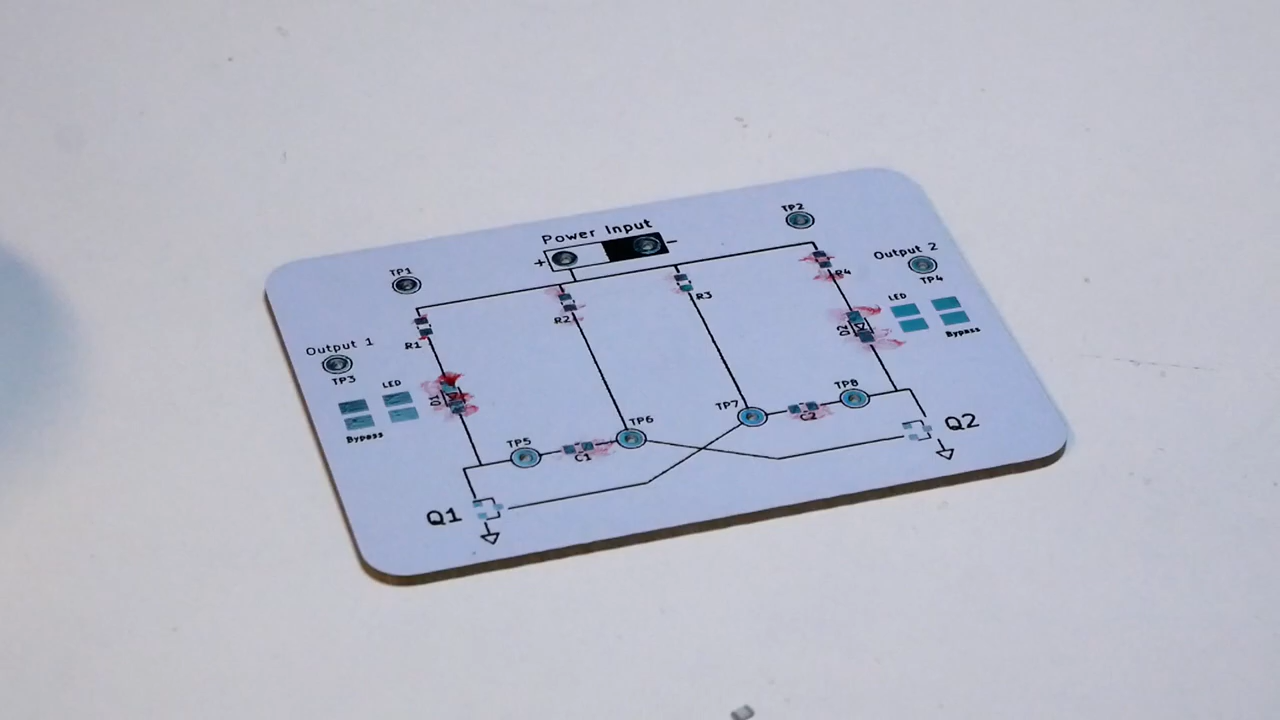 TP2
Power Input
+ -
Output 2
TP1
TP4
R4
R3
LED
R2
D2
Bypass
R1
Output 1
TP3
LED
TP8
D1
TP7
C2
TP6
Q2
Bypass
TP5
C1
Q1